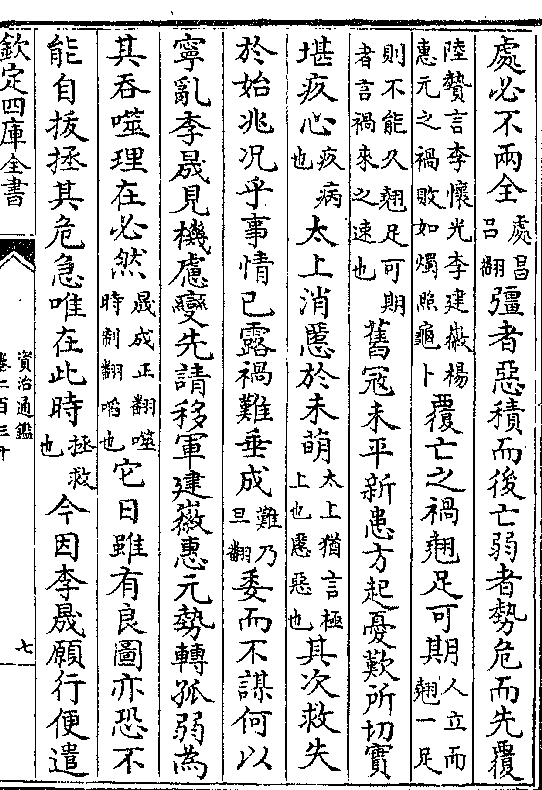 處必不兩全處昌呂翻彊者惡積而後亡弱者勢危而先覆
陸贄言李懷光李建徽楊惠元之禍敗如燭照龜卜覆亡之禍翹足可期人立而翹一足
則不能久翹足可期者言禍來之速也舊寇未平新患方起憂歎所切實
堪疚心疚病也太上消慝於未萌太上猶言極上也慝惡也其次救失
於始兆况乎事情已露禍難垂成難乃旦翻委而不謀何以
寧亂李晟見機慮變先請移軍建徽惠元勢轉孤弱為
其吞噬理在必然晟成正翻噬時制翻啗也它日雖有良圖亦恐不
能自拔拯其危急唯在此時拯救也今因李晟願行便遣
欽定四庫全書
資治通鑑
卷二百三十
七